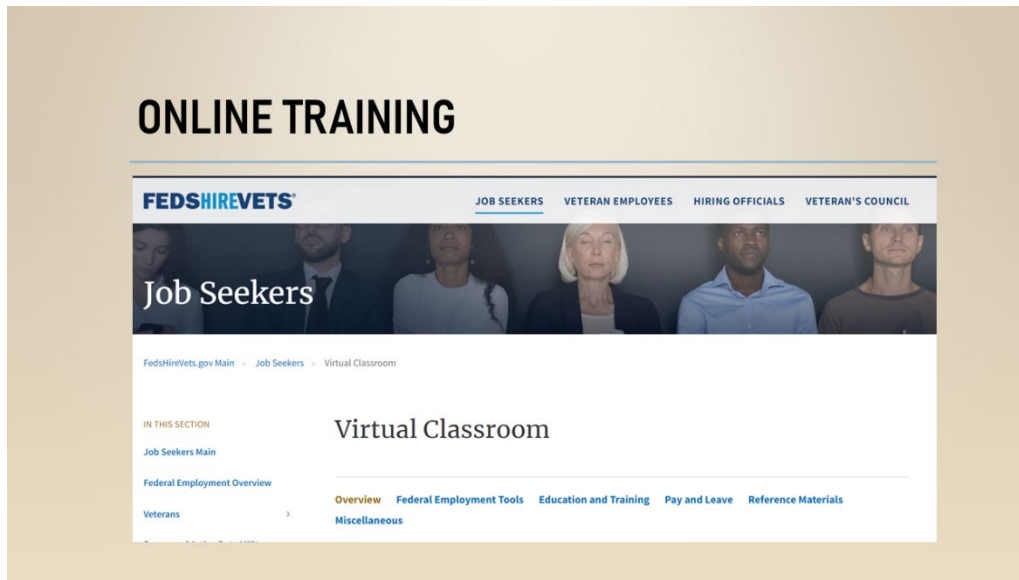 ONLINE TRAINING
FEDSHIREVETS®
JOB SEEKERS VETERAN EMPLOYEES HIRING OFFICIALS VETERAN'S COUNCIL
Job Seekers
FedsHireVets.gov Main » Job Seekers » Virtual Classroom
IN THIS SECTION
Job Seekers Main
Federal Employment Overview
Veterans >
Virtual Classroom
Overview Federal Employment Tools Education and Training Pay and Leave Reference Materials
Miscellaneous